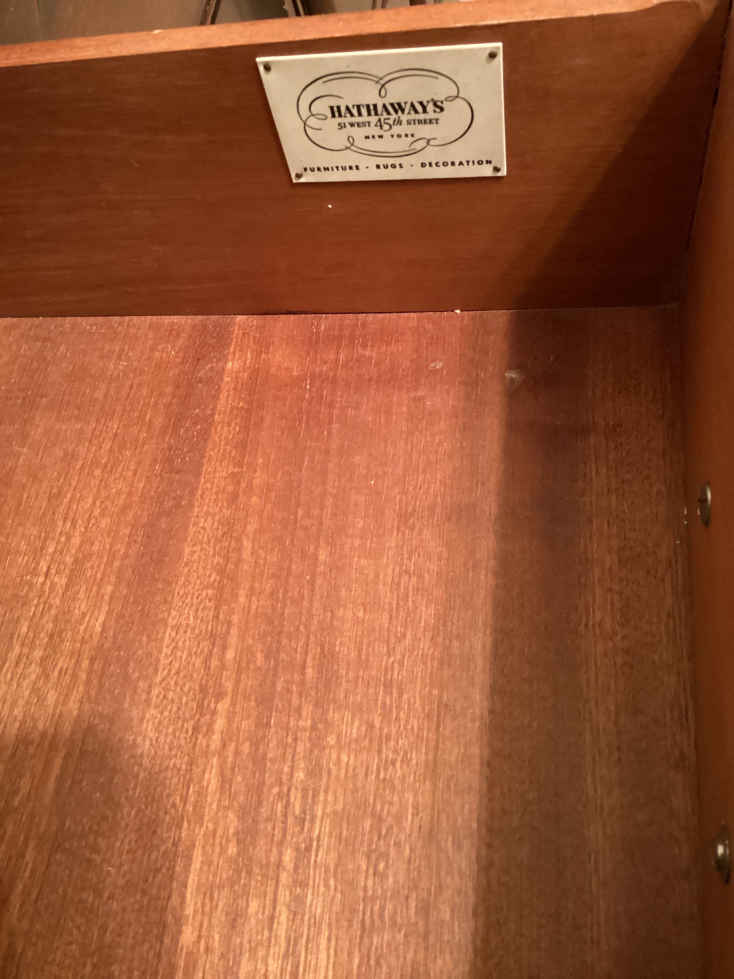 HATHAWAY'S
51 WEST 45th STREET
NEW YORK
FURNITURE - RUGS - DECORATION